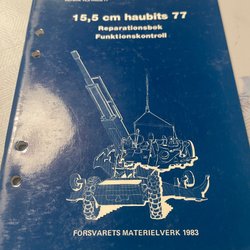 15,5 cm haubits 77
Reparationsbok
Funktionskontroll
FÖRSVARETS MATERIELVERK 1983